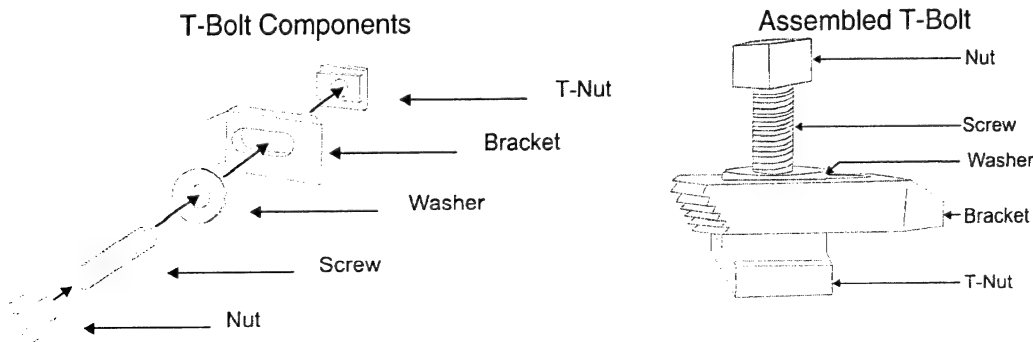 T-Bolt Components
T-Nut
Bracket
Washer
Screw
Nut
Assembled T-Bolt
Nut
Screw
Washer
Bracket
T-Nut